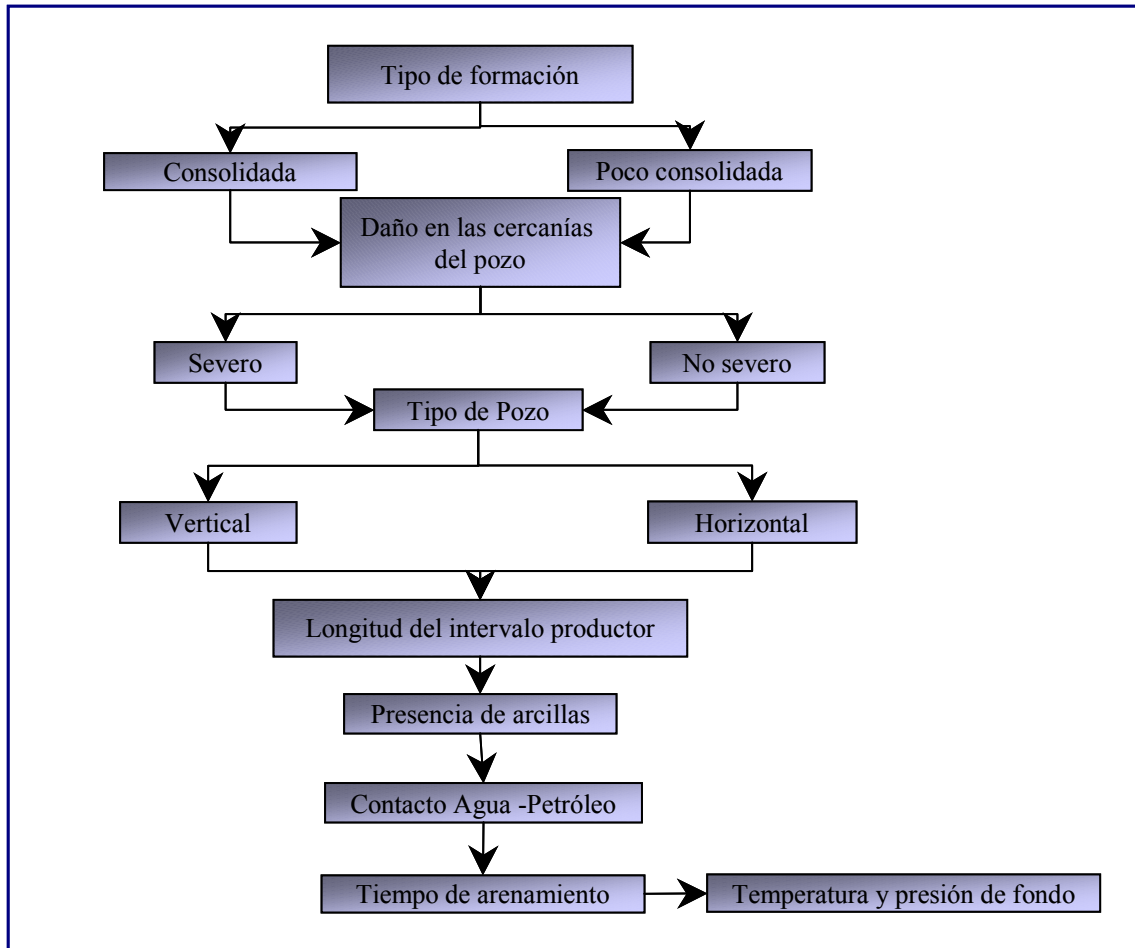 Tipo de formación
Consolidada
Poco consolidada
Daño en las cercanías
del pozo
Severo
No severo
Tipo de Pozo
Vertical
Horizontal
Longitud del intervalo productor
Presencia de arcillas
Contacto Agua -Petróleo
Tiempo de arenamiento
Temperatura y presión de fondo